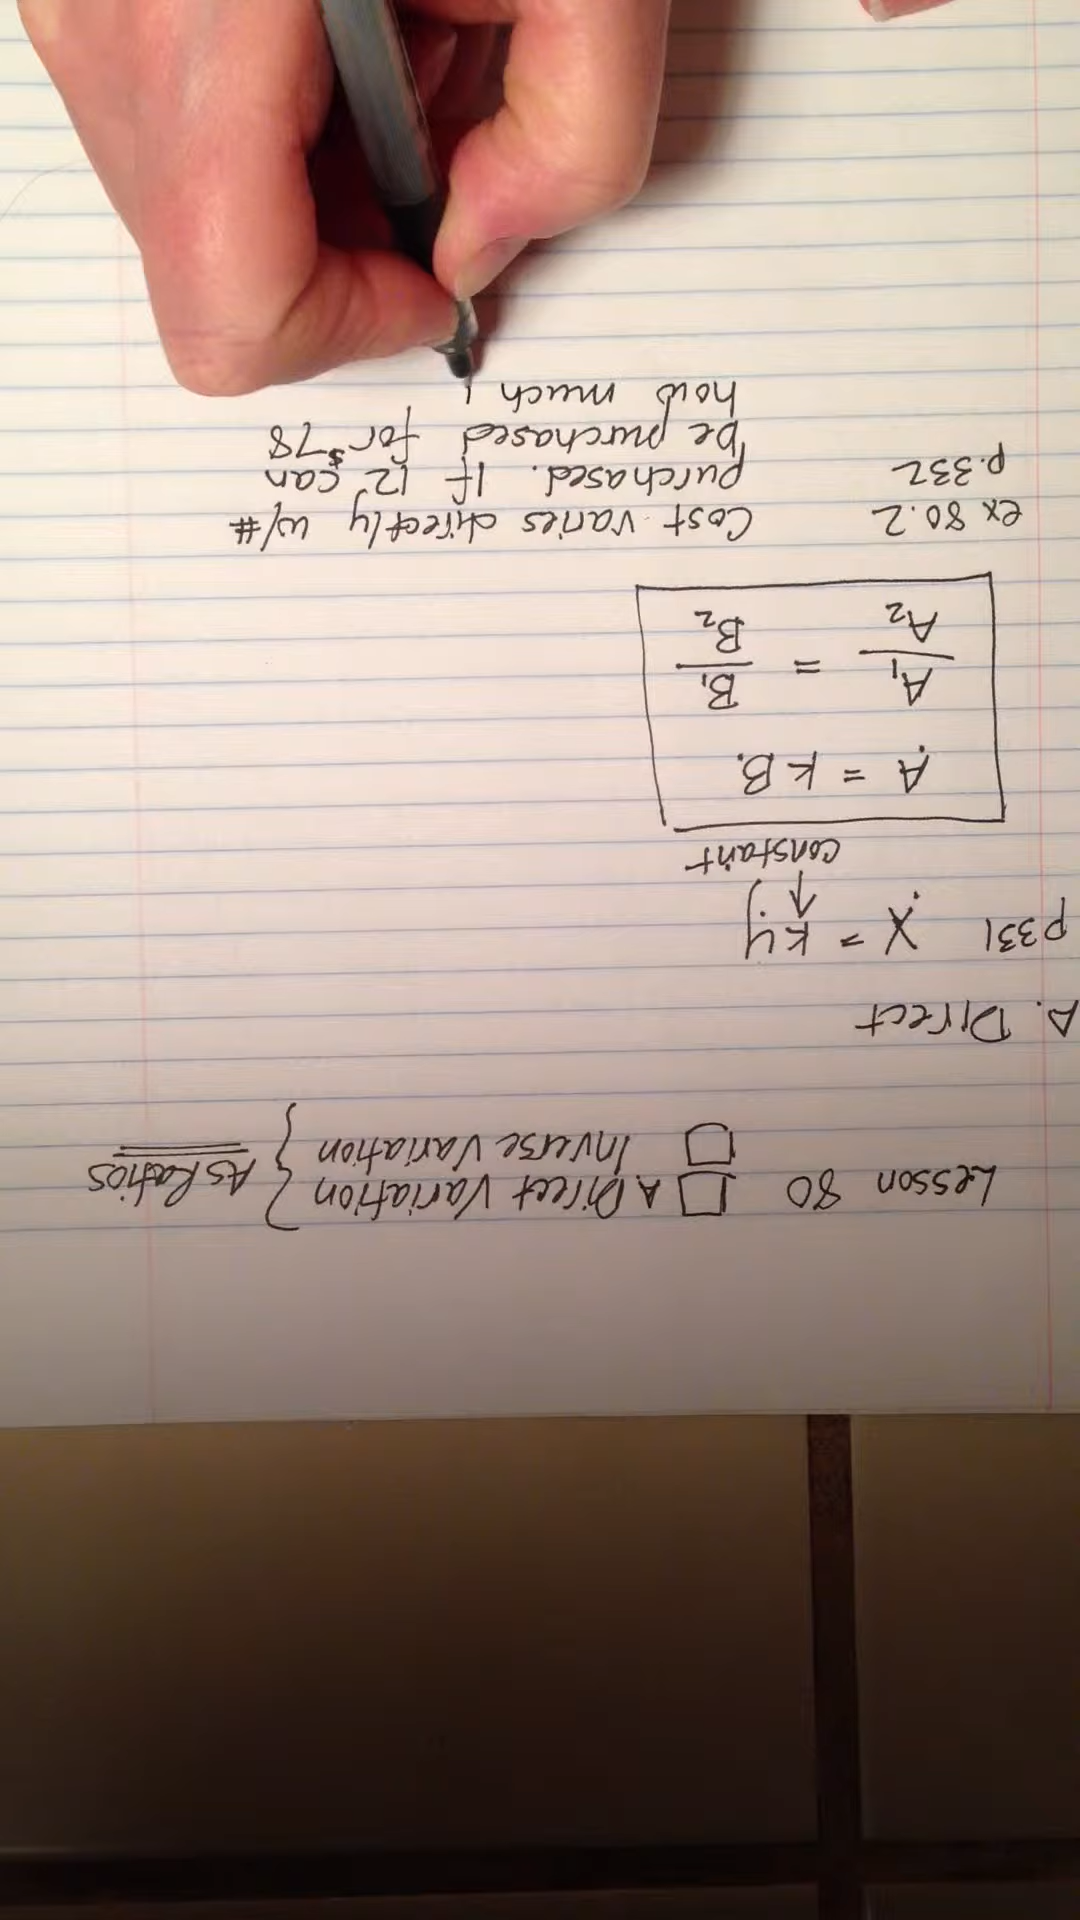 Lesson 80 A Direct Variation } As Ratios
Inverse Variation
A. Direct
p331 X = ky
↑
constant
A = kB
A₁/A₂ = B₁/B₂
ex 80.2 Cost varies directly w/#
p.332 purchased. If 12 can
be purchased for $78
how much